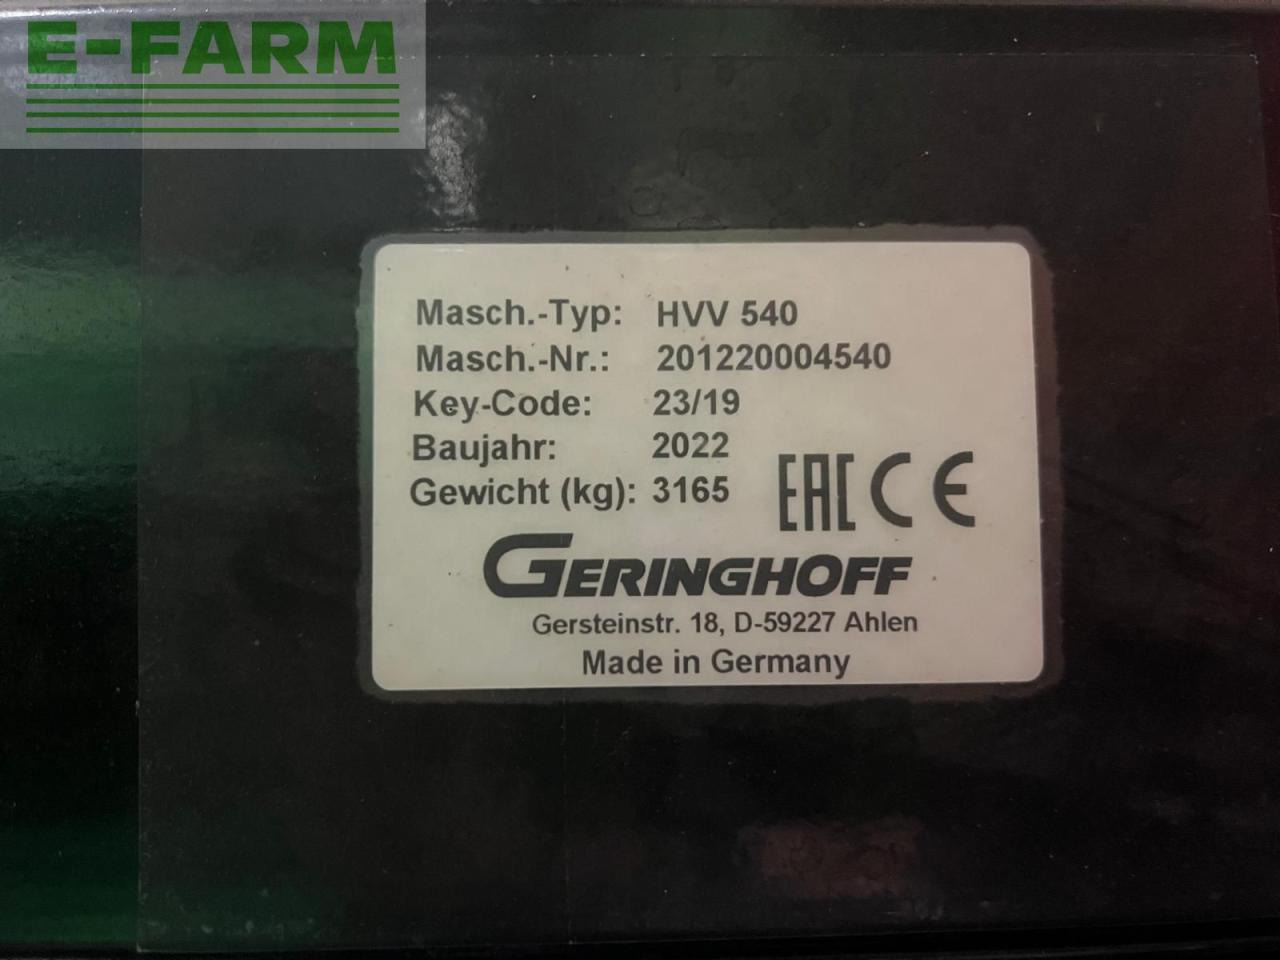 E-FARM
Masch.-Typ: HVV 540
Masch.-Nr.: 201220004540
Key-Code: 23/19
Baujahr: 2022
Gewicht (kg): 3165
EAC CE
GERINGHOFF
Gersteinstr. 18, D-59227 Ahlen
Made in Germany